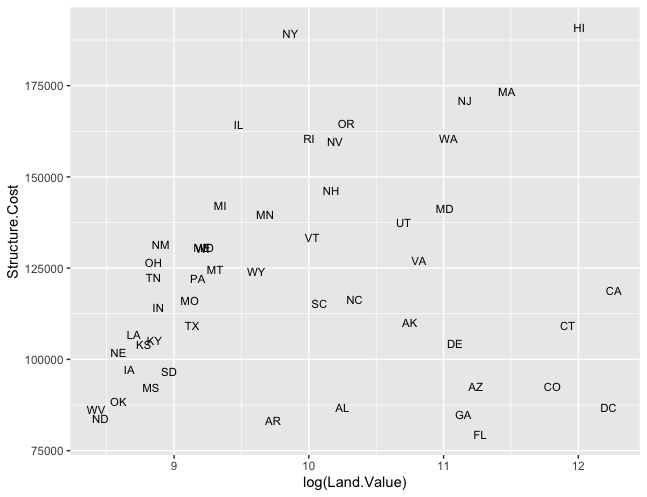 NY
HI
175000
MA
NJ
IL
OR
RI
NV
WA
150000
NH
MI
MN
MD
UT
VT
NM
125000
OH
MT
WY
VA
TN
PA
CA
MO
SC
NC
IN
TX
AK
CT
LA
KS
KY
DE
NE
100000
IA
SD
MS
AZ
CO
OK
WV
ND
AL
DC
AR
GA
FL
75000
9
10
11
12
log(Land.Value)
Structure.Cost